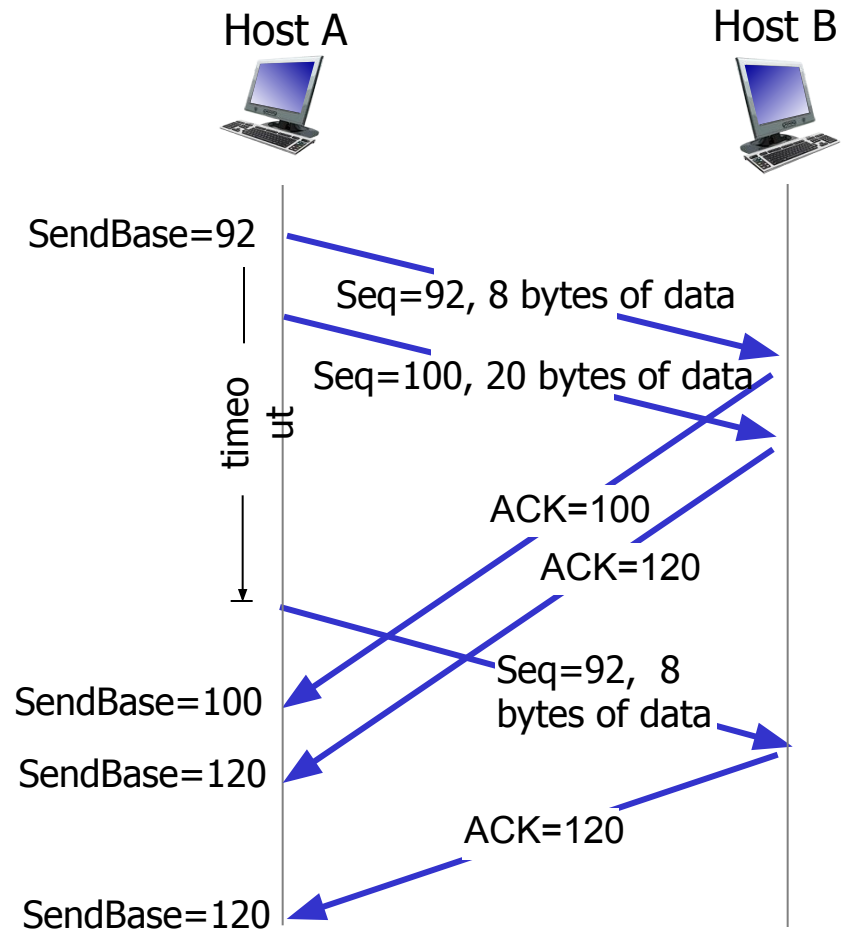 Host A
Host B
SendBase=92
Seq=92, 8 bytes of data
Seq=100, 20 bytes of data
timeo
ut
ACK=100
ACK=120
Seq=92, 8
bytes of data
SendBase=100
SendBase=120
ACK=120
SendBase=120